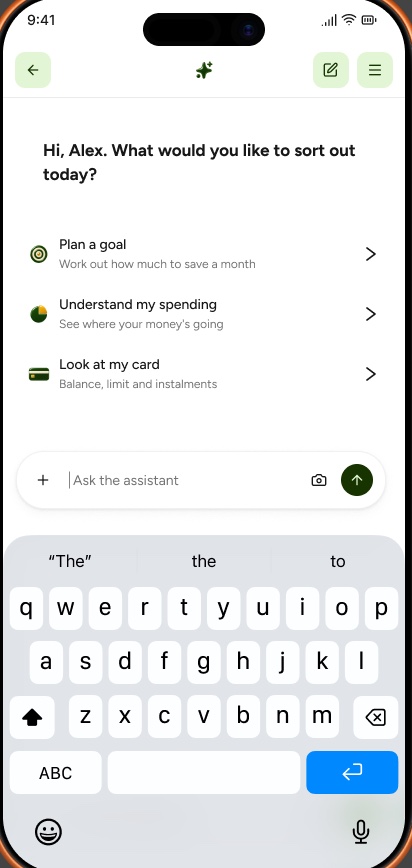 9:41
Hi, Alex. What would you like to sort out
today?
Plan a goal
Work out how much to save a month
Understand my spending
See where your money's going
Look at my card
Balance, limit and instalments
Ask the assistant
“The” the to
q w e r t y u i o p
a s d f g h j k l
z x c v b n m
ABC